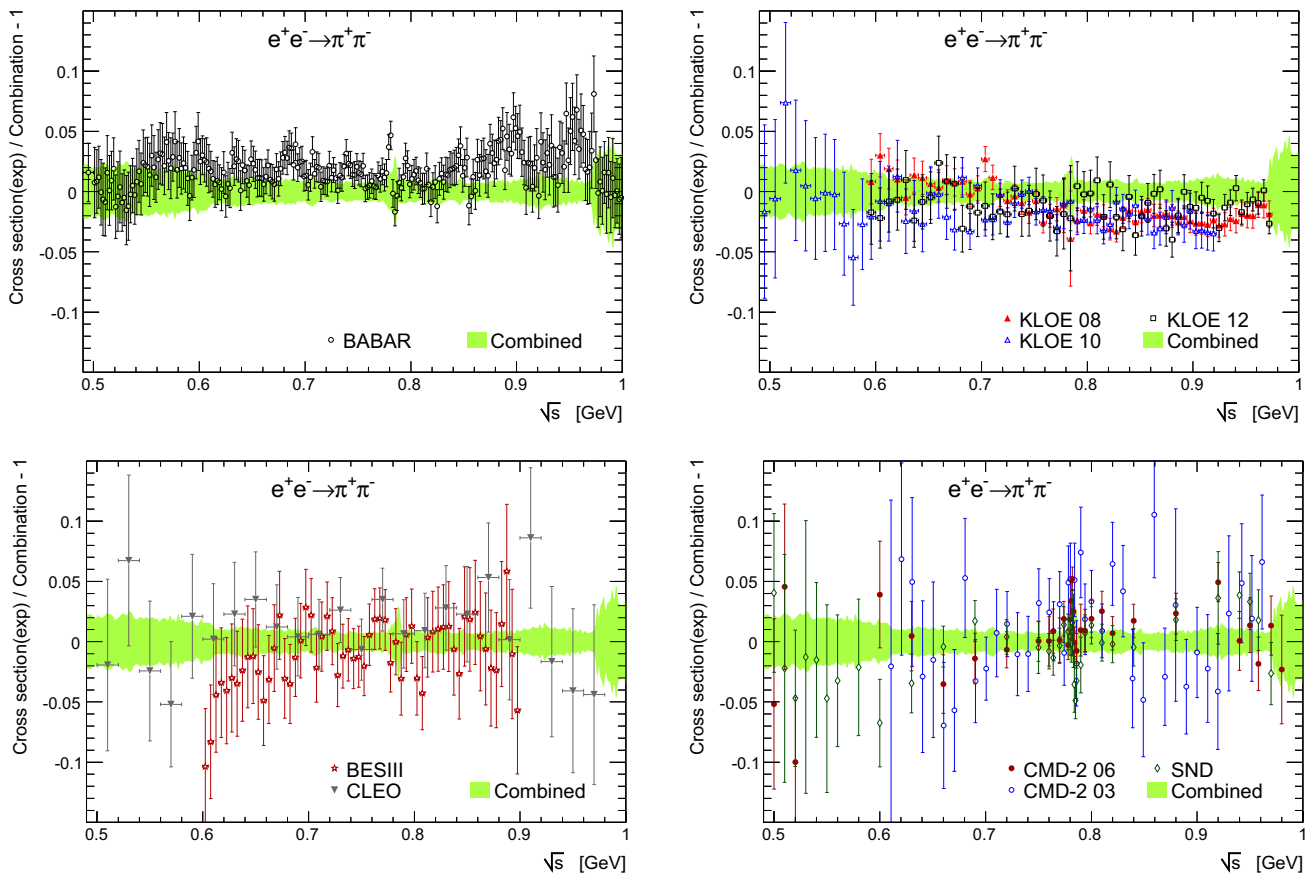 Cross section(exp) / Combination - 1
e⁺e⁻→π⁺π⁻
0.1
0.05
0
-0.05
-0.1
BABAR
Combined
0.5 0.6 0.7 0.8 0.9 1
√s [GeV]
Cross section(exp) / Combination - 1
e⁺e⁻→π⁺π⁻
0.1
0.05
0
-0.05
-0.1
KLOE 08 KLOE 12
KLOE 10 Combined
0.5 0.6 0.7 0.8 0.9 1
√s [GeV]
Cross section(exp) / Combination - 1
e⁺e⁻→π⁺π⁻
0.1
0.05
0
-0.05
-0.1
BESIII
CLEO Combined
0.5 0.6 0.7 0.8 0.9 1
√s [GeV]
Cross section(exp) / Combination - 1
e⁺e⁻→π⁺π⁻
0.1
0.05
0
-0.05
-0.1
CMD-2 06 SND
CMD-2 03 Combined
0.5 0.6 0.7 0.8 0.9 1
√s [GeV]